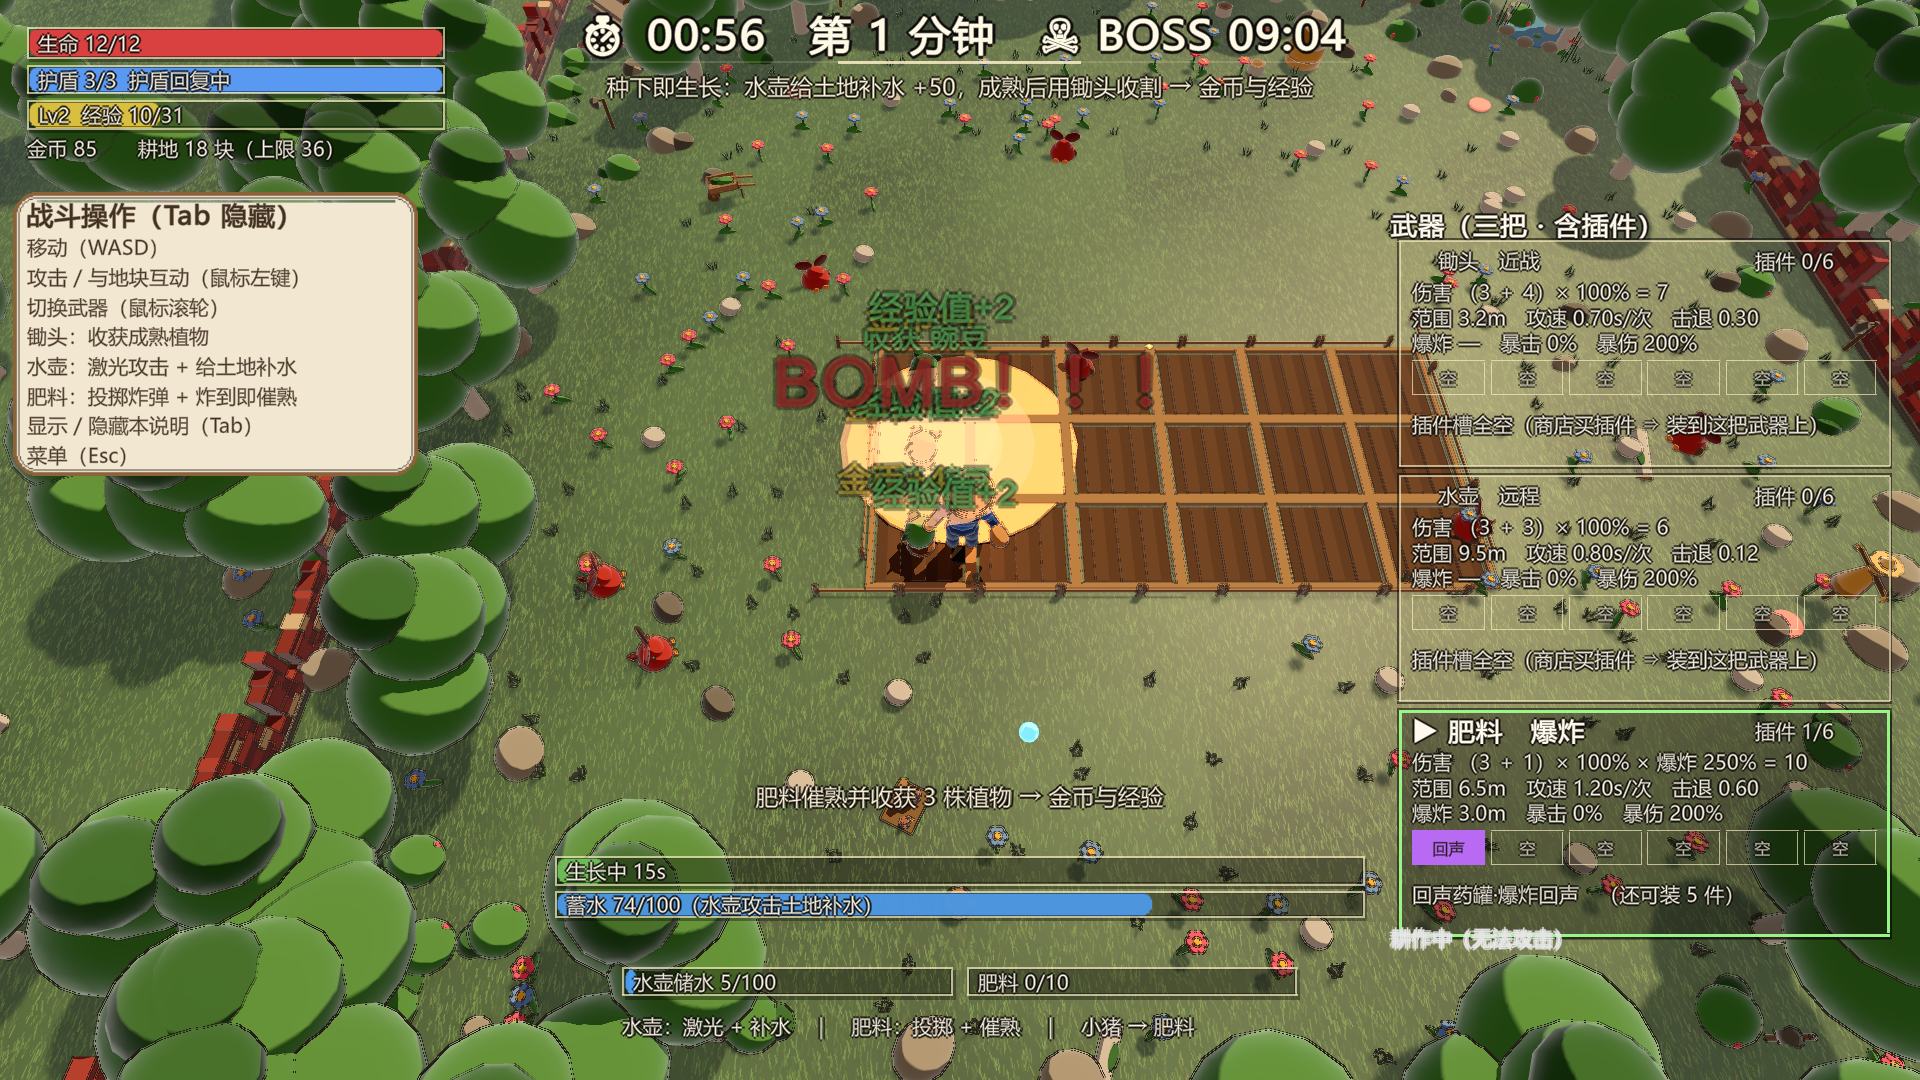 00:56 第 1 分钟 BOSS 09:04
种下即生长：水壶给土地补水 +50，成熟后用锄头收割 → 金币与经验
生命 12/12
护盾 3/3 护盾回复中
Lv2 经验 10/31
金币 85 耕地 18 块（上限 36）
战斗操作（Tab 隐藏）
移动（WASD）
攻击 / 与地块互动（鼠标左键）
切换武器（鼠标滚轮）
锄头：收获成熟植物
水壶：激光攻击 + 给土地补水
肥料：投掷炸弹 + 炸到即催熟
显示 / 隐藏本说明（Tab）
菜单（Esc）
经验值+2
收获 豌豆
BOMB！！！
经验值+2
经验值+2
武器（三把 · 含插件）
锄头 近战 插件 0/6
伤害 （3 + 4）× 100% = 7
范围 3.2m 攻速 0.70s/次 击退 0.30
爆炸 — 暴击 0% 暴伤 200%
空 空 空 空 空 空
插件槽全空（商店买插件 ⇒ 装到这把武器上）
水壶 远程 插件 0/6
伤害 （3 + 3）× 100% = 6
范围 9.5m 攻速 0.80s/次 击退 0.12
爆炸 — 暴击 0% 暴伤 200%
空 空 空 空 空 空
插件槽全空（商店买插件 ⇒ 装到这把武器上）
▶ 肥料 爆炸 插件 1/6
伤害 （3 + 1）× 100% × 爆炸 250% = 10
范围 6.5m 攻速 1.20s/次 击退 0.60
爆炸 3.0m 暴击 0% 暴伤 200%
回声 空 空 空 空 空
回声药罐·爆炸回声 （还可装 5 件）
耕作中（无法攻击）
肥料催熟并收获 3 株植物 → 金币与经验
生长中 15s
蓄水 74/100（水壶攻击土地补水）
水壶储水 5/100 肥料 0/10
水壶：激光 + 补水 | 肥料：投掷 + 催熟 | 小猪 → 肥料